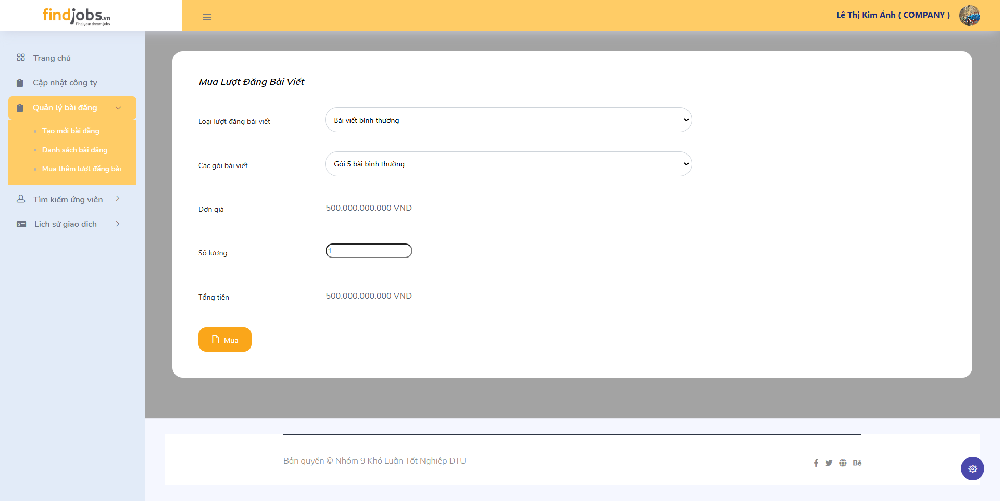 findjobs.vn
Find your dream jobs
Lê Thị Kim Ảnh ( COMPANY )
Trang chủ
Cập nhật công ty
Quản lý bài đăng
Tạo mới bài đăng
Danh sách bài đăng
Mua thêm lượt đăng bài
Tìm kiếm ứng viên
Lịch sử giao dịch
Mua Lượt Đăng Bài Viết
Loại lượt đăng bài viết
Bài viết bình thường
Các gói bài viết
Gói 5 bài bình thường
Đơn giá
500.000.000.000 VNĐ
Số lượng
1
Tổng tiền
500.000.000.000 VNĐ
Mua
Bản quyền © Nhóm 9 Khó Luận Tốt Nghiệp DTU